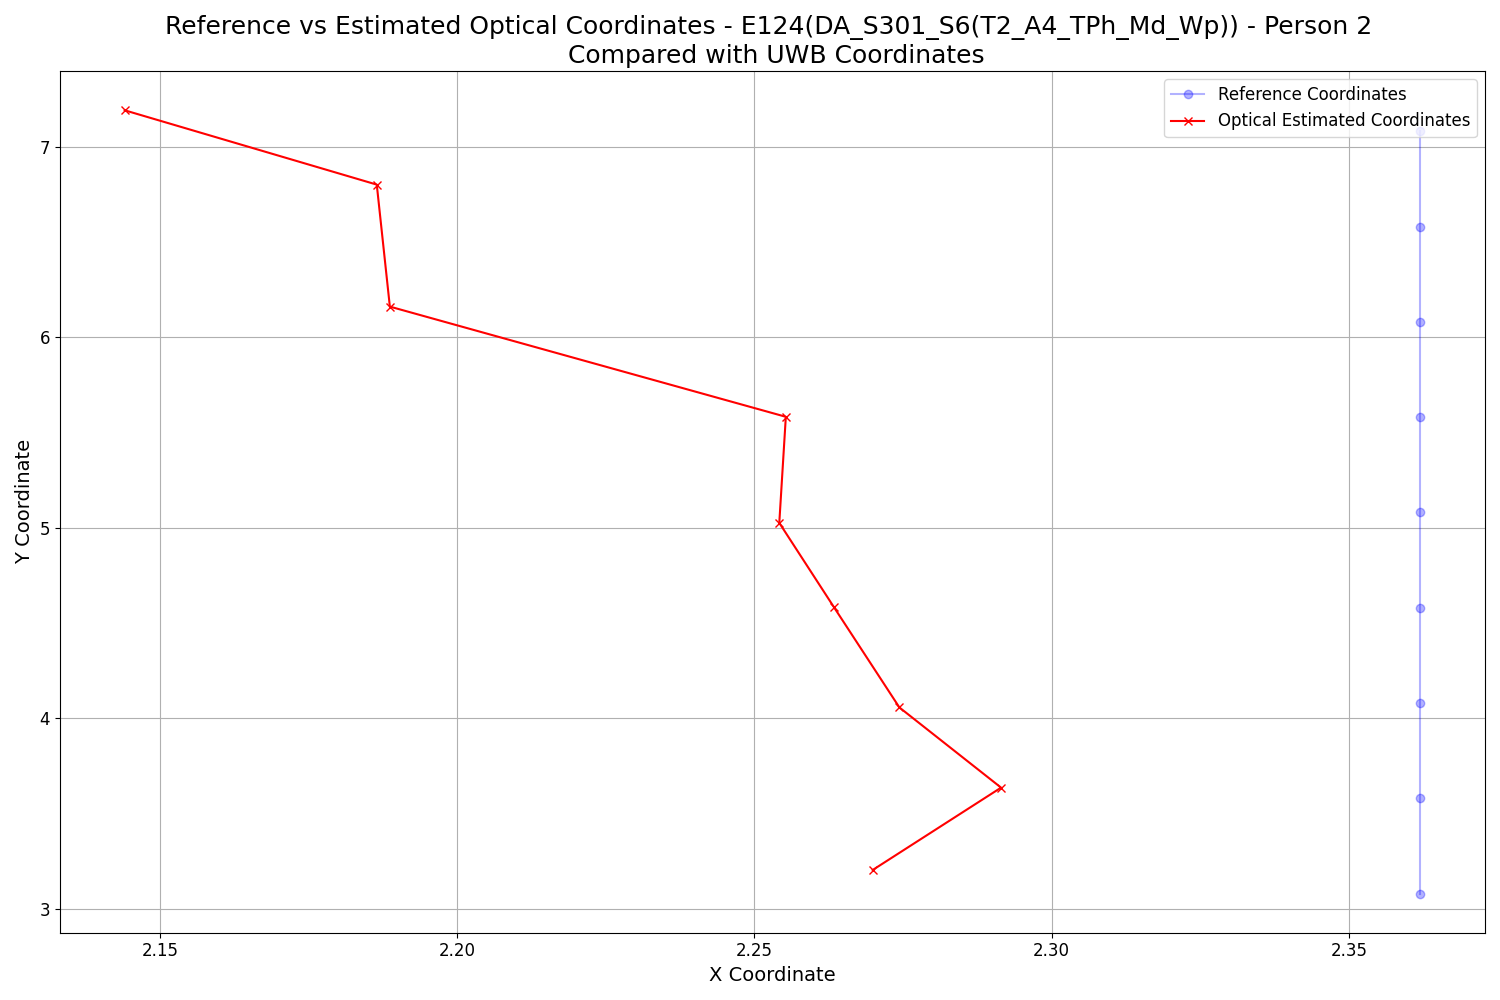 Reference vs Estimated Optical Coordinates - E124(DA_S301_S6(T2_A4_TPh_Md_Wp)) - Person 2
Compared with UWB Coordinates
Reference Coordinates
Optical Estimated Coordinates
Y Coordinate
7
6
5
4
3
2.15
2.20
2.25
2.30
2.35
X Coordinate